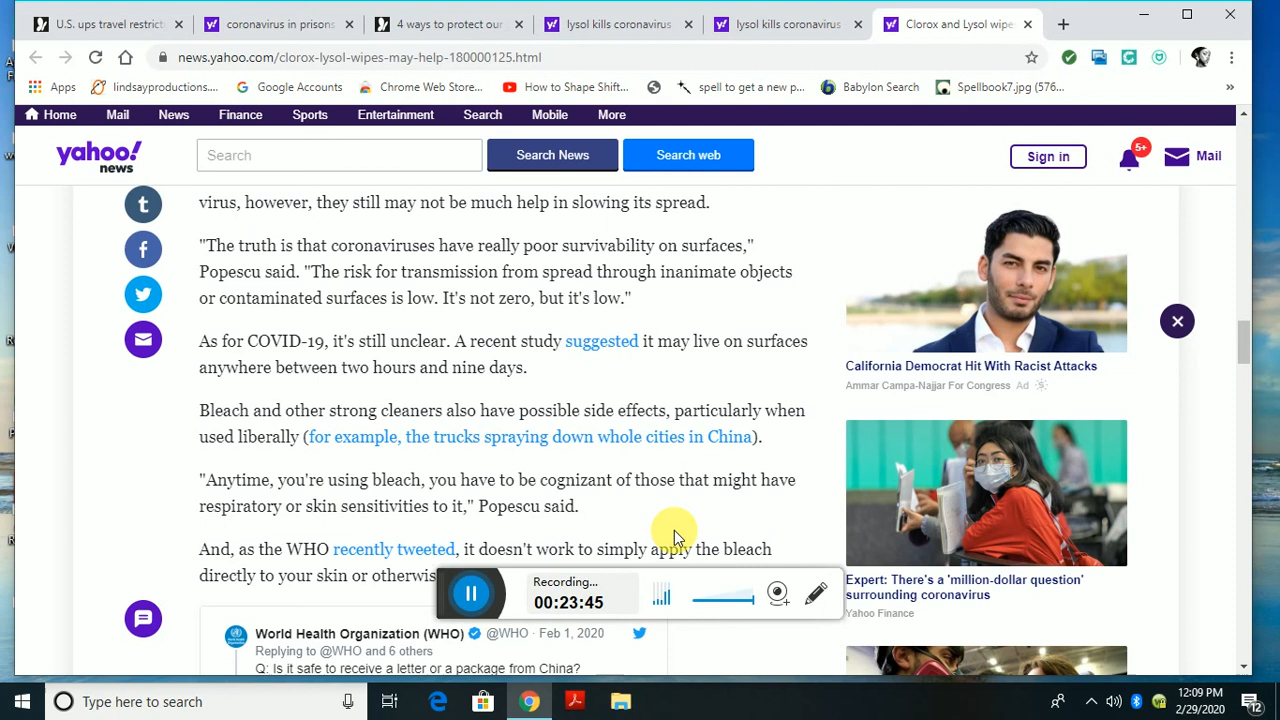 U.S. ups travel restrict
coronavirus in prisons
4 ways to protect our
lysol kills coronavirus
lysol kills coronavirus
Clorox and Lysol wipe
news.yahoo.com/clorox-lysol-wipes-may-help-180000125.html
Apps
lindsayproductions....
Google Accounts
Chrome Web Store...
How to Shape Shift...
spell to get a new p...
Babylon Search
Spellbook7.jpg (576...
»
Home
Mail
News
Finance
Sports
Entertainment
Search
Mobile
More
yahoo!
news
Search
Search News
Search web
Sign in
5+
Mail
virus, however, they still may not be much help in slowing its spread.
"The truth is that coronaviruses have really poor survivability on surfaces,"
Popescu said. "The risk for transmission from spread through inanimate objects
or contaminated surfaces is low. It's not zero, but it's low."
As for COVID-19, it's still unclear. A recent study suggested it may live on surfaces
anywhere between two hours and nine days.
Bleach and other strong cleaners also have possible side effects, particularly when
used liberally (for example, the trucks spraying down whole cities in China).
"Anytime, you're using bleach, you have to be cognizant of those that might have
respiratory or skin sensitivities to it," Popescu said.
And, as the WHO recently tweeted, it doesn't work to simply apply the bleach
directly to your skin or otherwis
World Health Organization (WHO) @WHO · Feb 1, 2020
Replying to @WHO and 6 others
Q: Is it safe to receive a letter or a package from China?
California Democrat Hit With Racist Attacks
Ammar Campa-Najjar For Congress Ad
Expert: There's a 'million-dollar question'
surrounding coronavirus
Yahoo Finance
Recording...
00:23:45
Type here to search
12:09 PM
2/29/2020
12